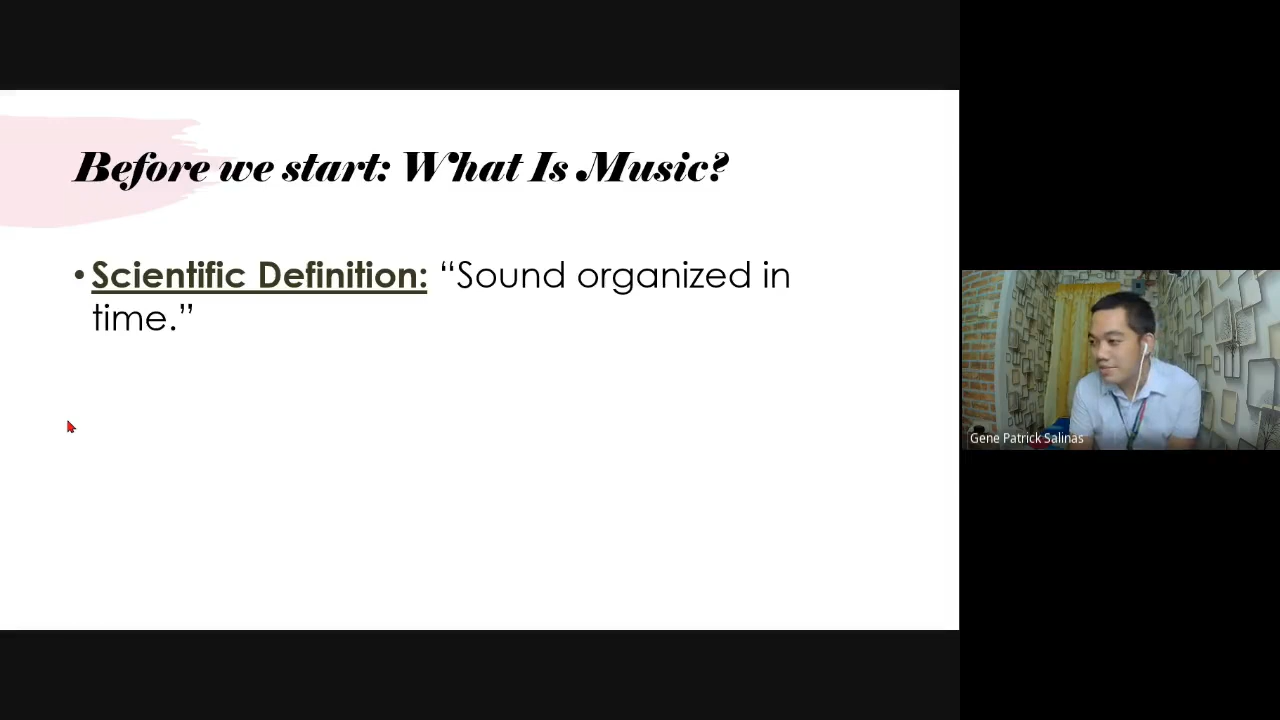 Before we start: What Is Music?
• Scientific Definition: “Sound organized in
time.”
Gene Patrick Salinas